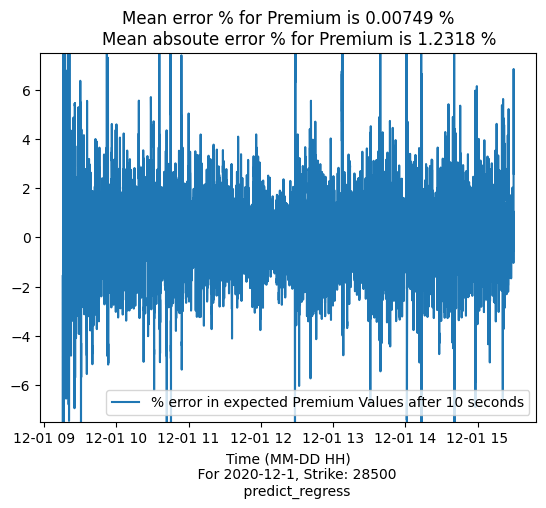 Mean error % for Premium is 0.00749 %
Mean absoute error % for Premium is 1.2318 %
6
4
2
0
−2
−4
−6
% error in expected Premium Values after 10 seconds
12-01 09 12-01 10 12-01 11 12-01 12 12-01 13 12-01 14 12-01 15
Time (MM-DD HH)
For 2020-12-1, Strike: 28500
predict_regress